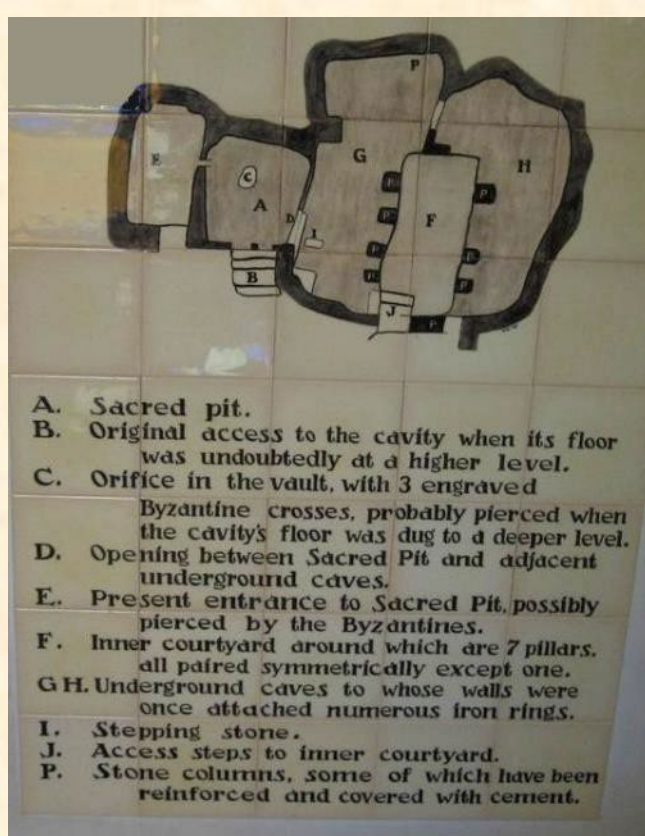 P
E
C
G
H
A
P
P
D
I
P
F
B
P
P
P
P
J
P
A. Sacred pit.
B. Original access to the cavity when its floor
was undoubtedly at a higher level.
C. Orifice in the vault, with 3 engraved
Byzantine crosses, probably pierced when
the cavity's floor was dug to a deeper level.
D. Opening between Sacred Pit and adjacent
underground caves.
E. Present entrance to Sacred Pit, possibly
pierced by the Byzantines.
F. Inner courtyard around which are 7 pillars.
all paired symmetrically except one.
G H. Underground caves to whose walls were
once attached numerous iron rings.
I. Stepping stone.
J. Access steps to inner courtyard.
P. Stone columns, some of which have been
reinforced and covered with cement.